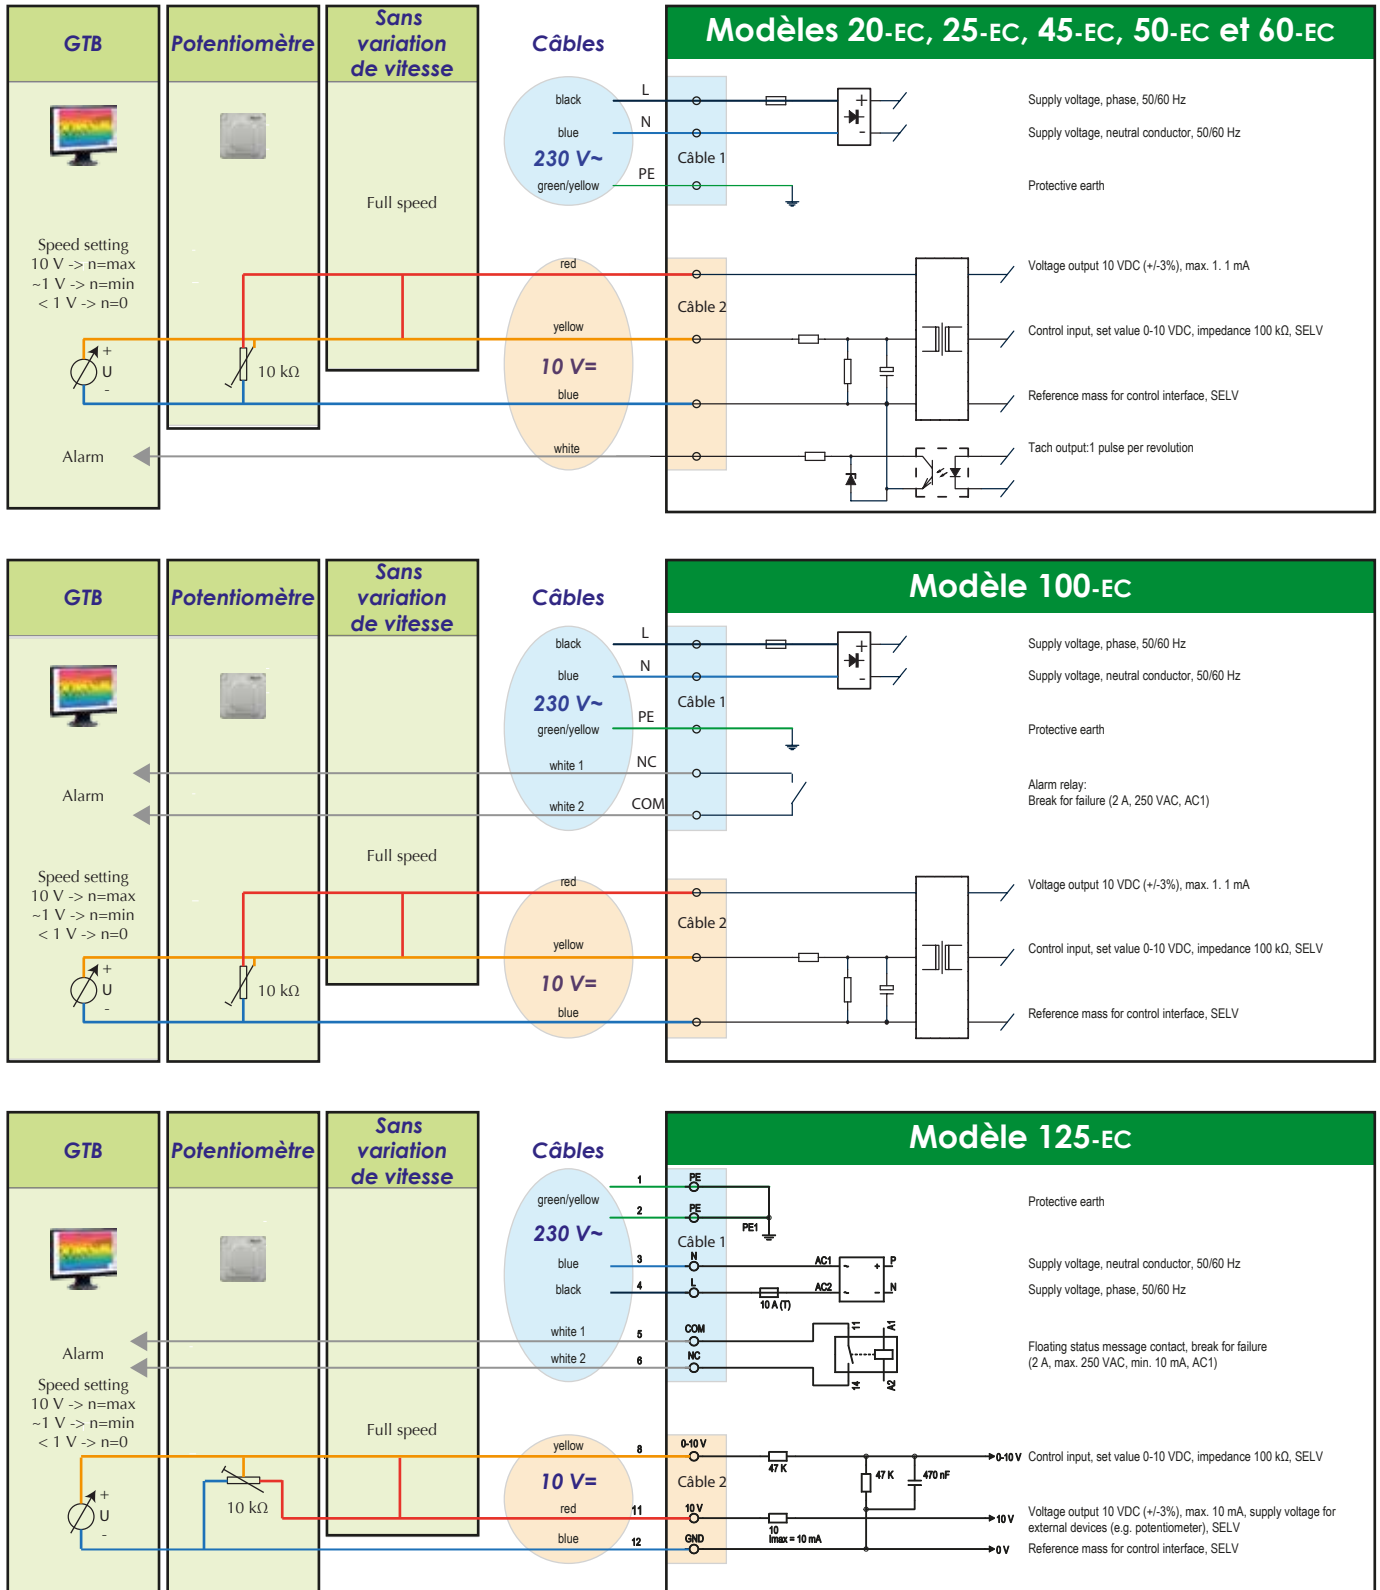 GTB
Potentiomètre
Sans
variation
de vitesse
Câbles
Modèles 20-EC, 25-EC, 45-EC, 50-EC et 60-EC
black
L
Supply voltage, phase, 50/60 Hz
+
-
blue
N
Supply voltage, neutral conductor, 50/60 Hz
230 V~
Câble 1
green/yellow
PE
Protective earth
Full speed
Speed setting
10 V -> n=max
~1 V -> n=min
< 1 V -> n=0
red
Voltage output 10 VDC (+/-3%), max. 1. 1 mA
Câble 2
yellow
Control input, set value 0-10 VDC, impedance 100 kΩ, SELV
+
U
-
10 kΩ
10 V=
blue
Reference mass for control interface, SELV
Alarm
white
Tach output:1 pulse per revolution
GTB
Potentiomètre
Sans
variation
de vitesse
Câbles
Modèle 100-EC
black
L
Supply voltage, phase, 50/60 Hz
+
-
blue
N
Supply voltage, neutral conductor, 50/60 Hz
230 V~
Câble 1
green/yellow
PE
Protective earth
white 1
NC
Alarm
Alarm relay:
Break for failure (2 A, 250 VAC, AC1)
white 2
COM
Full speed
Speed setting
10 V -> n=max
~1 V -> n=min
< 1 V -> n=0
red
Voltage output 10 VDC (+/-3%), max. 1. 1 mA
Câble 2
yellow
Control input, set value 0-10 VDC, impedance 100 kΩ, SELV
+
U
-
10 kΩ
10 V=
blue
Reference mass for control interface, SELV
GTB
Potentiomètre
Sans
variation
de vitesse
Câbles
Modèle 125-EC
1
PE
green/yellow
Protective earth
2
PE
PE1
230 V~
Câble 1
blue
3
N
AC1
~
+
P
Supply voltage, neutral conductor, 50/60 Hz
black
4
L
10 A (T)
AC2
~
-
N
Supply voltage, phase, 50/60 Hz
white 1
5
COM
11
A1
Alarm
Floating status message contact, break for failure
(2 A, max. 250 VAC, min. 10 mA, AC1)
white 2
6
NC
14
A2
Speed setting
10 V -> n=max
~1 V -> n=min
< 1 V -> n=0
Full speed
yellow
8
0-10 V
47 K
0-10 V
Control input, set value 0-10 VDC, impedance 100 kΩ, SELV
47 K
470 nF
10 V=
Câble 2
+
U
-
10 kΩ
red
11
10 V
10
Imax = 10 mA
10 V
Voltage output 10 VDC (+/-3%), max. 10 mA, supply voltage for
external devices (e.g. potentiometer), SELV
blue
12
GND
0 V
Reference mass for control interface, SELV